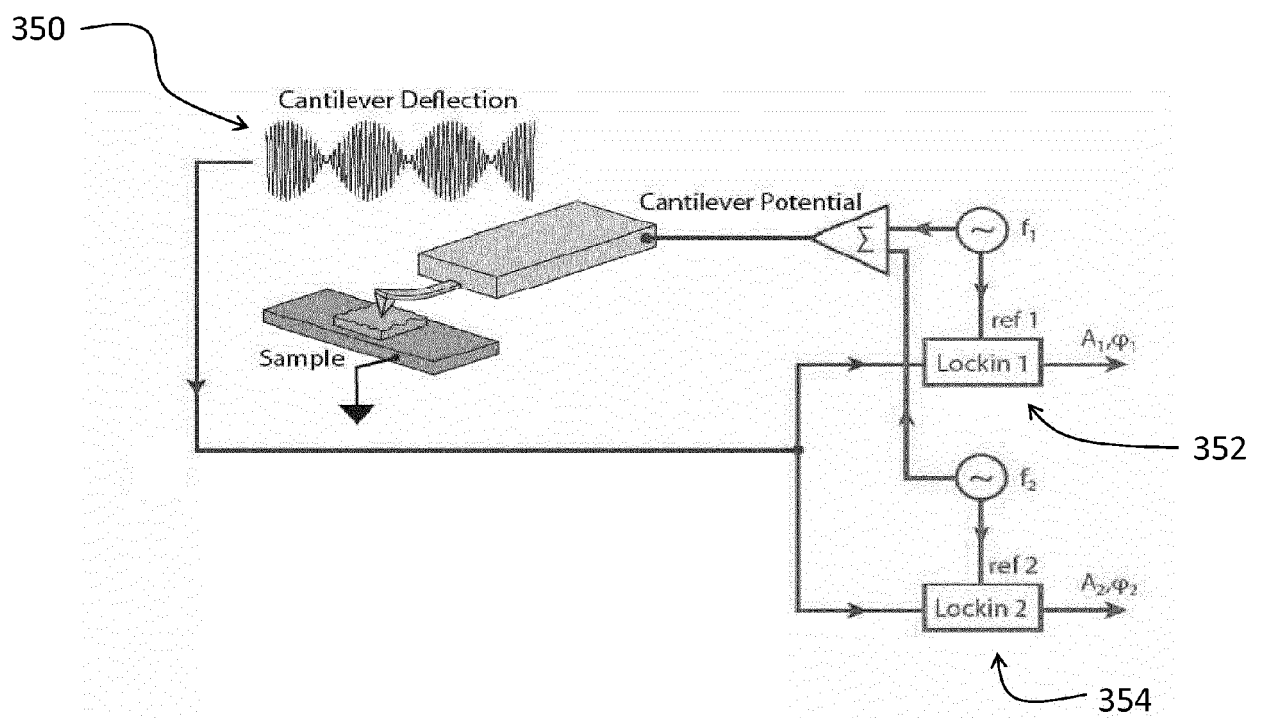 350
Cantilever Deflection
Cantilever Potential
Σ
~
f₁
ref 1
Sample
Lockin 1
A₁,φ₁
352
~
f₂
ref 2
Lockin 2
A₂,φ₂
354